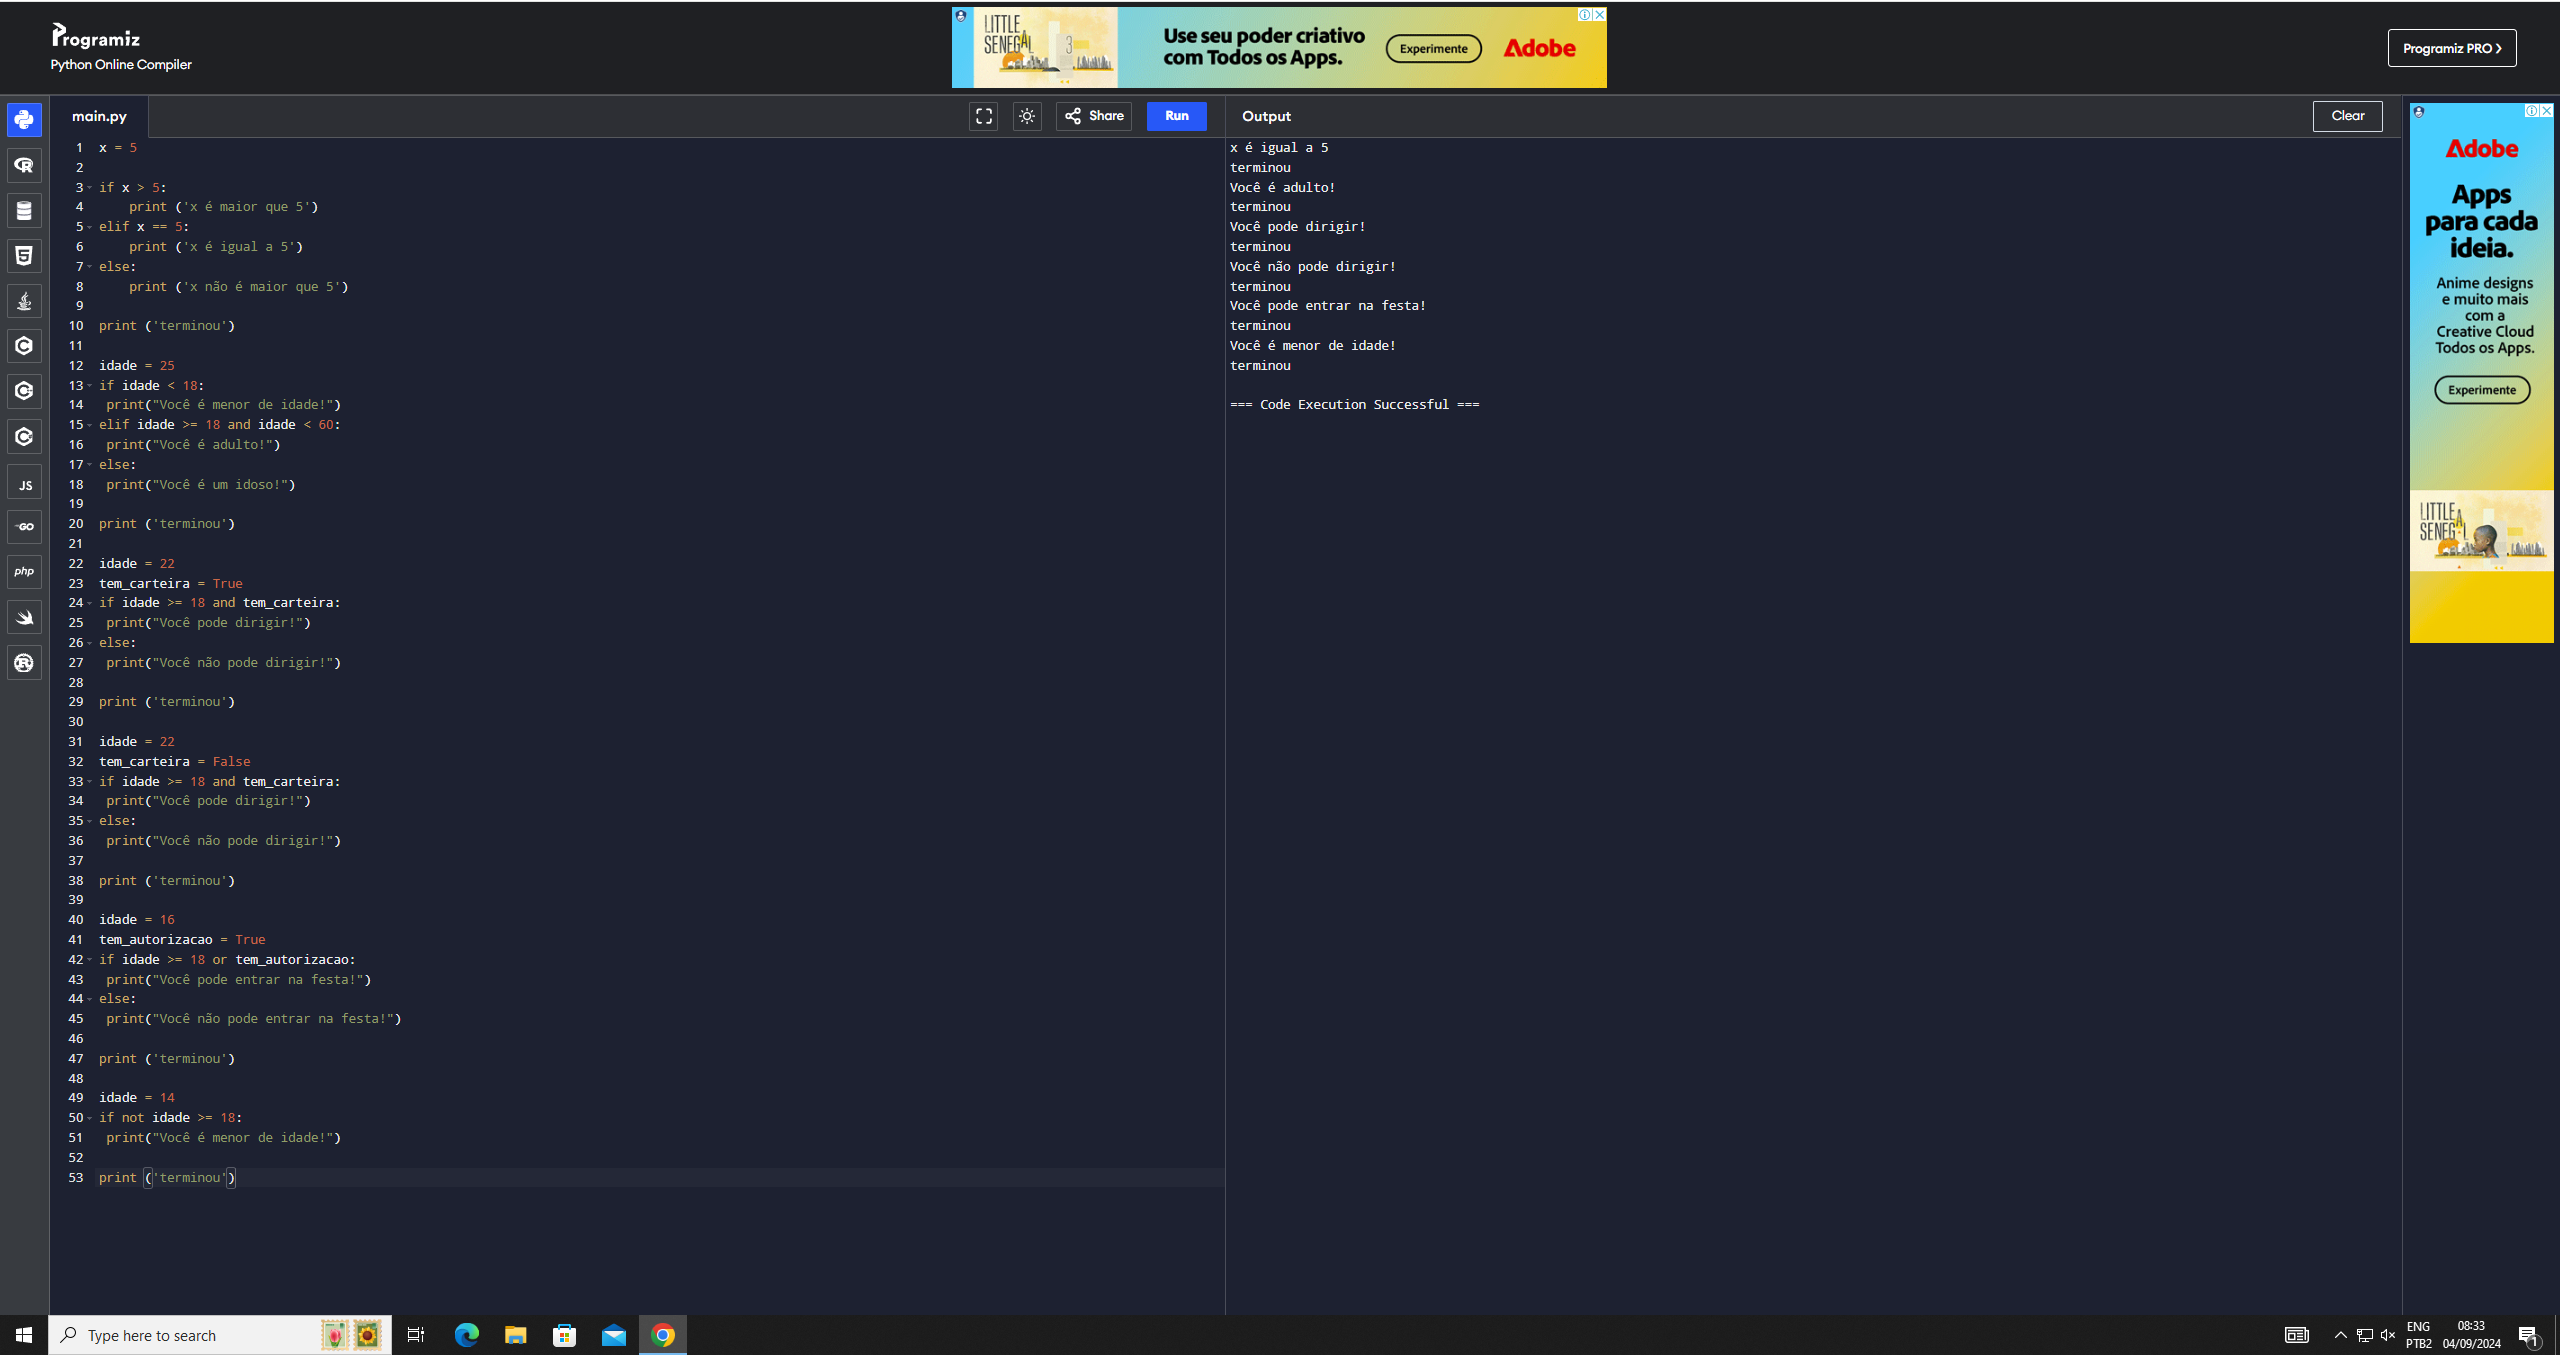 Programiz
Python Online Compiler
LITTLE
SENEGAL
3
Use seu poder criativo
com Todos os Apps.
Experimente
Adobe
Programiz PRO
main.py
Share
Run
Output
Clear
1 x = 5
2
3 if x > 5:
4     print ('x é maior que 5')
5 elif x == 5:
6     print ('x é igual a 5')
7 else:
8     print ('x não é maior que 5')
9
10 print ('terminou')
11
12 idade = 25
13 if idade < 18:
14  print("Você é menor de idade!")
15 elif idade >= 18 and idade < 60:
16  print("Você é adulto!")
17 else:
18  print("Você é um idoso!")
19
20 print ('terminou')
21
22 idade = 22
23 tem_carteira = True
24 if idade >= 18 and tem_carteira:
25  print("Você pode dirigir!")
26 else:
27  print("Você não pode dirigir!")
28
29 print ('terminou')
30
31 idade = 22
32 tem_carteira = False
33 if idade >= 18 and tem_carteira:
34  print("Você pode dirigir!")
35 else:
36  print("Você não pode dirigir!")
37
38 print ('terminou')
39
40 idade = 16
41 tem_autorizacao = True
42 if idade >= 18 or tem_autorizacao:
43  print("Você pode entrar na festa!")
44 else:
45  print("Você não pode entrar na festa!")
46
47 print ('terminou')
48
49 idade = 14
50 if not idade >= 18:
51  print("Você é menor de idade!")
52
53 print ('terminou')
x é igual a 5
terminou
Você é adulto!
terminou
Você pode dirigir!
terminou
Você não pode dirigir!
terminou
Você pode entrar na festa!
terminou
Você é menor de idade!
terminou
=== Code Execution Successful ===
Adobe
Apps
para cada
ideia.
Anime designs
e muito mais
com a
Creative Cloud
Todos os Apps.
Experimente
LITTLE
SENEGAL
R
5
C
C
C
JS
GO
php
R
Type here to search
ENG
PTB2
08:33
04/09/2024
1